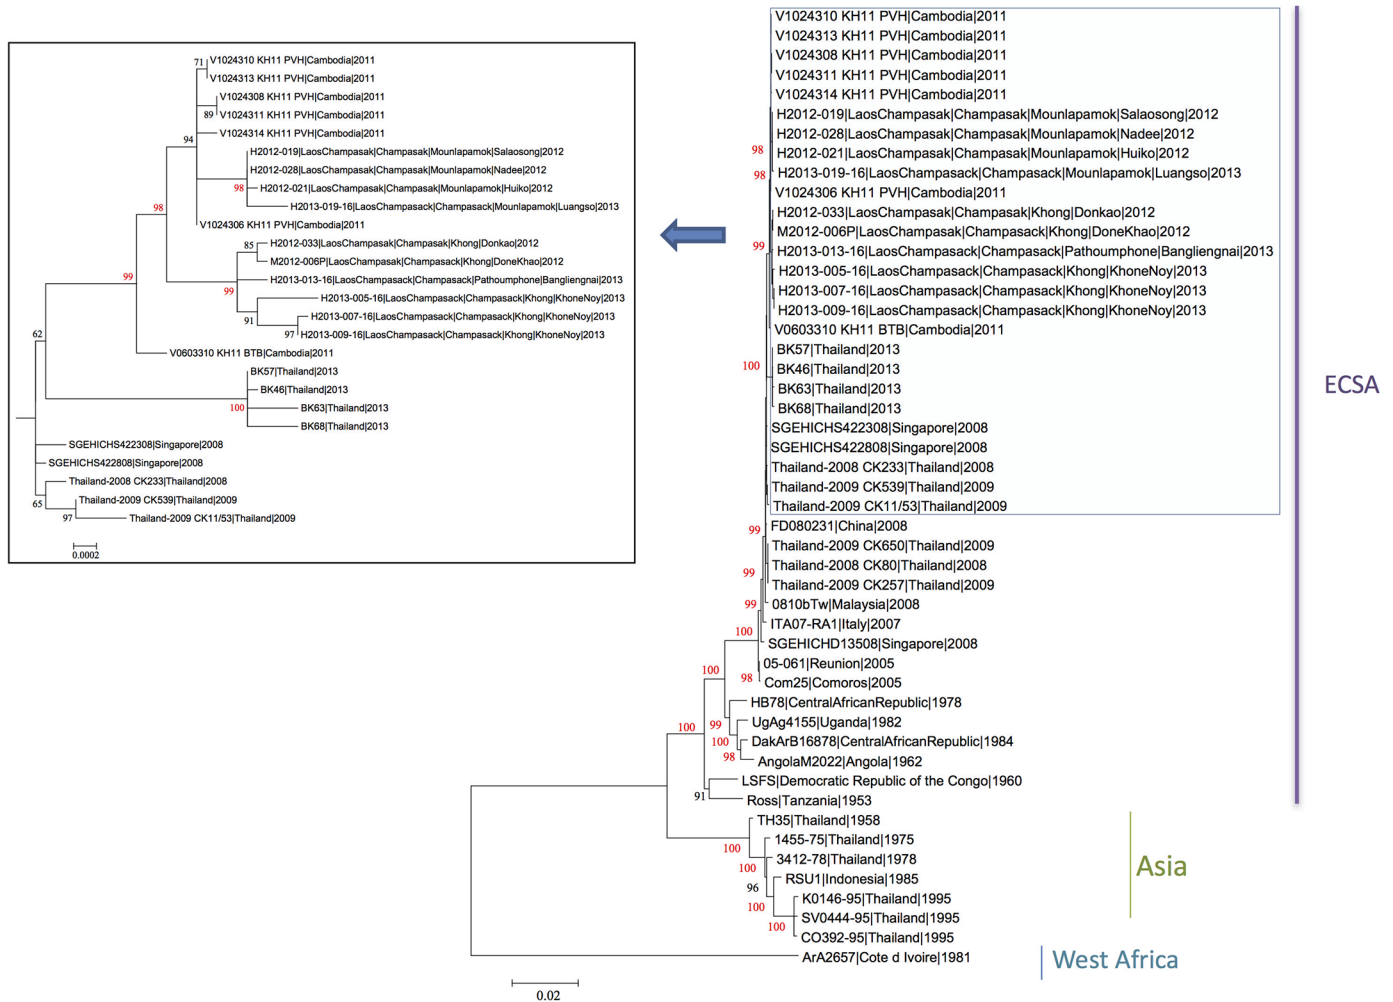 71
V1024310 KH11 PVH|Cambodia|2011
V1024313 KH11 PVH|Cambodia|2011
V1024308 KH11 PVH|Cambodia|2011
89
V1024311 KH11 PVH|Cambodia|2011
V1024314 KH11 PVH|Cambodia|2011
94
H2012-019|LaosChampasak|Champasak|Mounlapamok|Salaosong|2012
H2012-028|LaosChampasak|Champasak|Mounlapamok|Nadee|2012
98
H2012-021|LaosChampasak|Champasak|Mounlapamok|Huiko|2012
H2013-019-16|LaosChampasack|Champasack|Mounlapamok|Luangso|2013
98
V1024306 KH11 PVH|Cambodia|2011
85
H2012-033|LaosChampasak|Champasak|Khong|Donkao|2012
M2012-006P|LaosChampasak|Champasack|Khong|DoneKhao|2012
99
H2013-013-16|LaosChampasack|Champasack|Pathoumphone|Bangliengnai|2013
99
H2013-005-16|LaosChampasack|Champasack|Khong|KhoneNoy|2013
91
H2013-007-16|LaosChampasack|Champasack|Khong|KhoneNoy|2013
97
H2013-009-16|LaosChampasack|Champasack|Khong|KhoneNoy|2013
62
V0603310 KH11 BTB|Cambodia|2011
BK57|Thailand|2013
BK46|Thailand|2013
100
BK63|Thailand|2013
BK68|Thailand|2013
SGEHICHS422308|Singapore|2008
SGEHICHS422808|Singapore|2008
Thailand-2008 CK233|Thailand|2008
65
Thailand-2009 CK539|Thailand|2009
97
Thailand-2009 CK11/53|Thailand|2009
0.0002
V1024310 KH11 PVH|Cambodia|2011
V1024313 KH11 PVH|Cambodia|2011
V1024308 KH11 PVH|Cambodia|2011
V1024311 KH11 PVH|Cambodia|2011
V1024314 KH11 PVH|Cambodia|2011
H2012-019|LaosChampasak|Champasak|Mounlapamok|Salaosong|2012
H2012-028|LaosChampasak|Champasak|Mounlapamok|Nadee|2012
98
H2012-021|LaosChampasak|Champasak|Mounlapamok|Huiko|2012
98
H2013-019-16|LaosChampasack|Champasack|Mounlapamok|Luangso|2013
V1024306 KH11 PVH|Cambodia|2011
H2012-033|LaosChampasak|Champasak|Khong|Donkao|2012
M2012-006P|LaosChampasak|Champasack|Khong|DoneKhao|2012
99
H2013-013-16|LaosChampasack|Champasack|Pathoumphone|Bangliengnai|2013
H2013-005-16|LaosChampasack|Champasack|Khong|KhoneNoy|2013
H2013-007-16|LaosChampasack|Champasack|Khong|KhoneNoy|2013
H2013-009-16|LaosChampasack|Champasack|Khong|KhoneNoy|2013
V0603310 KH11 BTB|Cambodia|2011
BK57|Thailand|2013
100
BK46|Thailand|2013
BK63|Thailand|2013
BK68|Thailand|2013
SGEHICHS422308|Singapore|2008
SGEHICHS422808|Singapore|2008
Thailand-2008 CK233|Thailand|2008
Thailand-2009 CK539|Thailand|2009
Thailand-2009 CK11/53|Thailand|2009
99
FD080231|China|2008
Thailand-2009 CK650|Thailand|2009
99
Thailand-2008 CK80|Thailand|2008
Thailand-2009 CK257|Thailand|2009
99
0810bTw|Malaysia|2008
ITA07-RA1|Italy|2007
100
SGEHICHD13508|Singapore|2008
100
05-061|Reunion|2005
98
Com25|Comoros|2005
HB78|CentralAfricanRepublic|1978
100
99
UgAg4155|Uganda|1982
100
DakArB16878|CentralAfricanRepublic|1984
98
AngolaM2022|Angola|1962
LSFS|Democratic Republic of the Congo|1960
91
Ross|Tanzania|1953
TH35|Thailand|1958
1455-75|Thailand|1975
100
3412-78|Thailand|1978
100
RSU1|Indonesia|1985
96
K0146-95|Thailand|1995
100
SV0444-95|Thailand|1995
100
CO392-95|Thailand|1995
ArA2657|Cote d Ivoire|1981
0.02
ECSA
Asia
West Africa